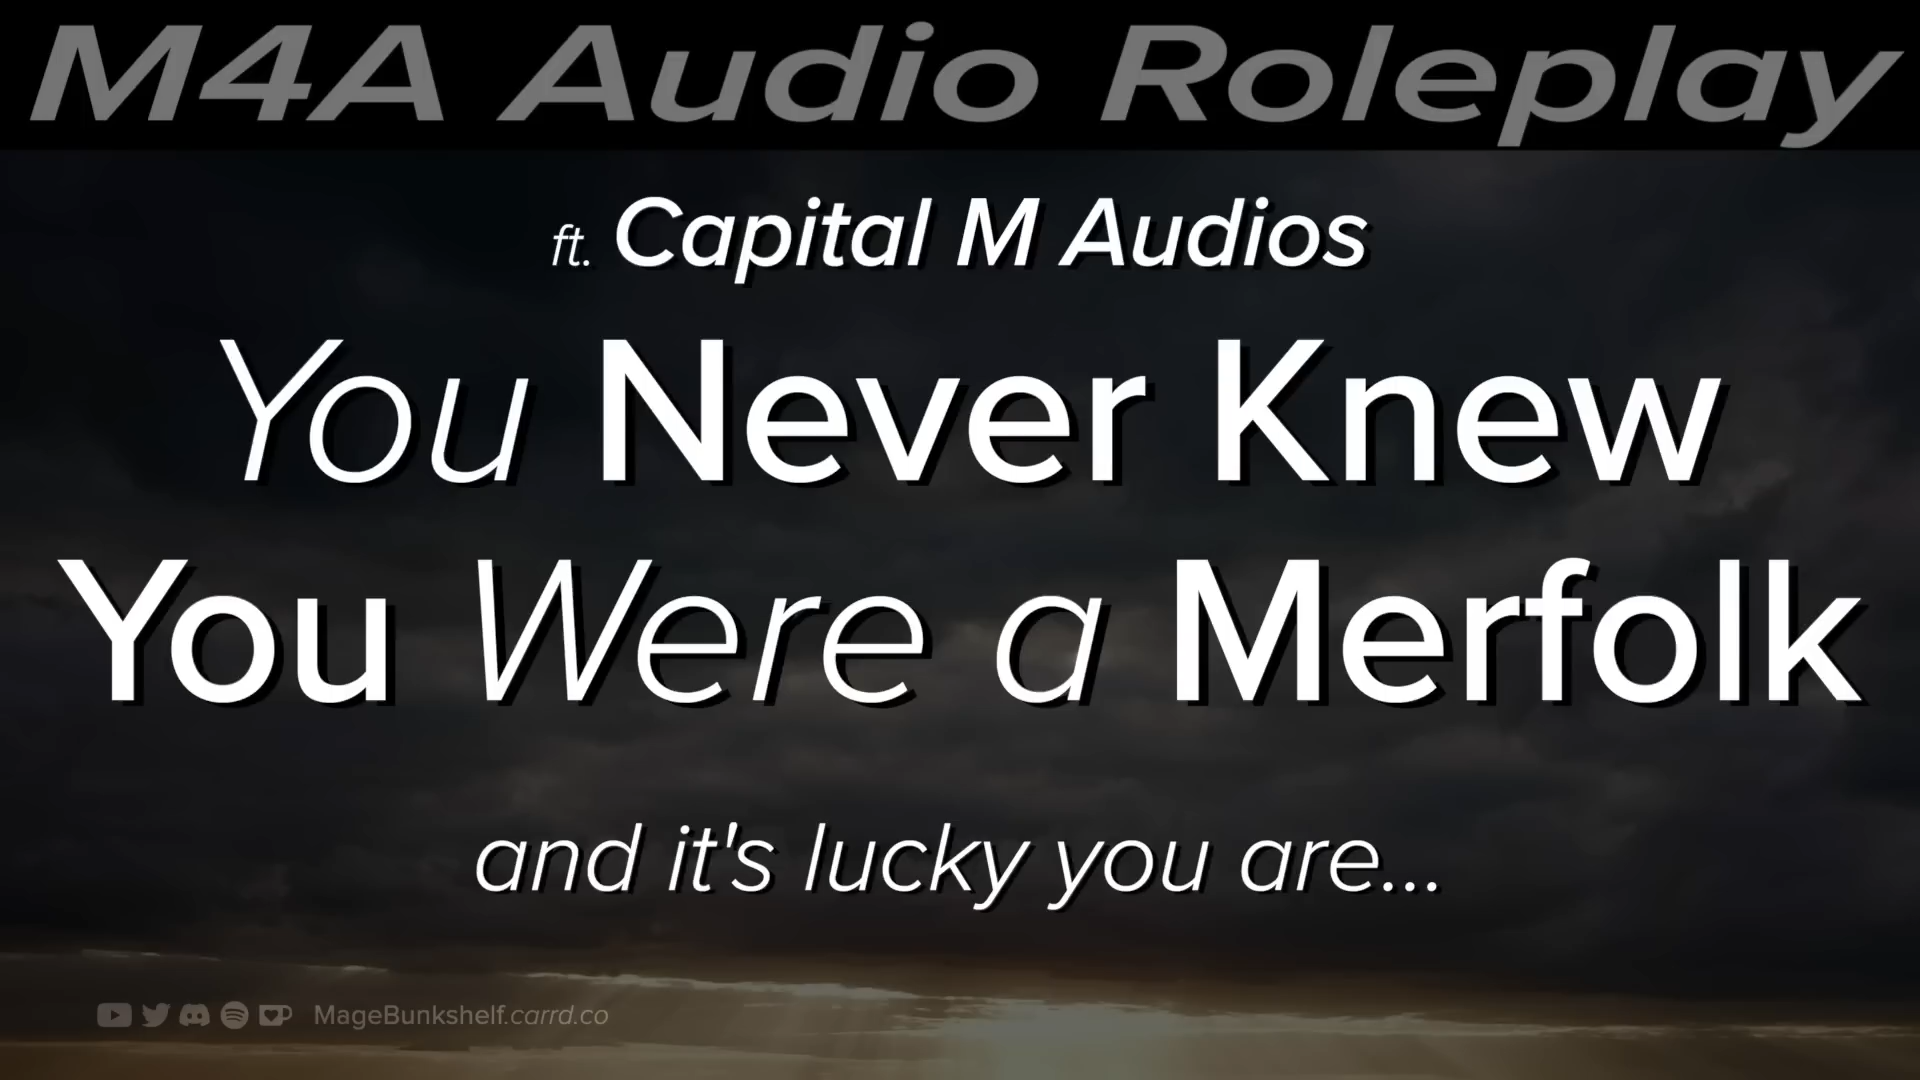 M4A Audio Roleplay
ft. Capital M Audios
You Never Knew
You Were a Merfolk
and it's lucky you are...
MageBunkshelf.carrd.co